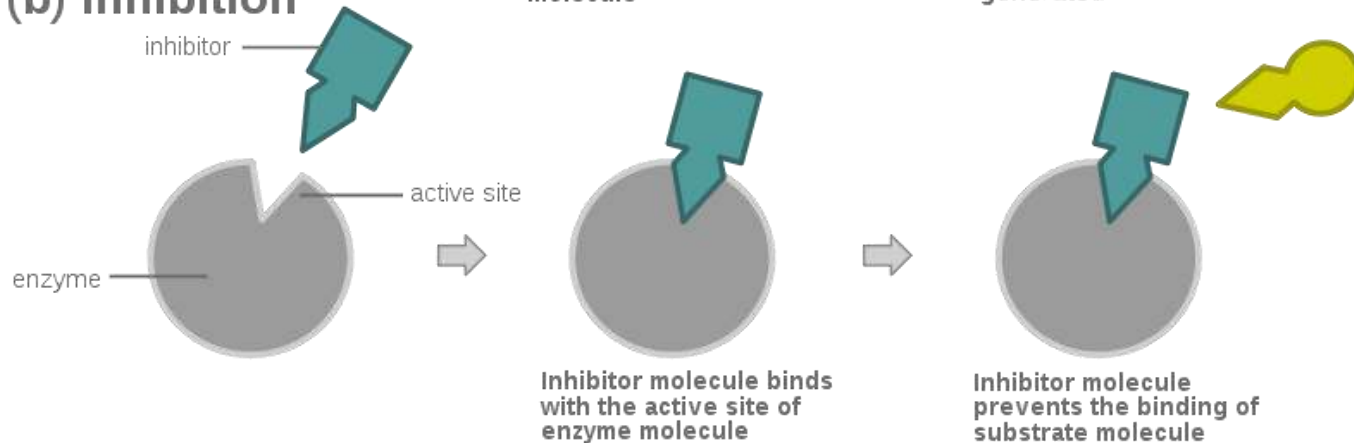 (b) Inhibition
molecule
inhibitor
active site
enzyme
Inhibitor molecule binds
with the active site of
enzyme molecule
Inhibitor molecule
prevents the binding of
substrate molecule